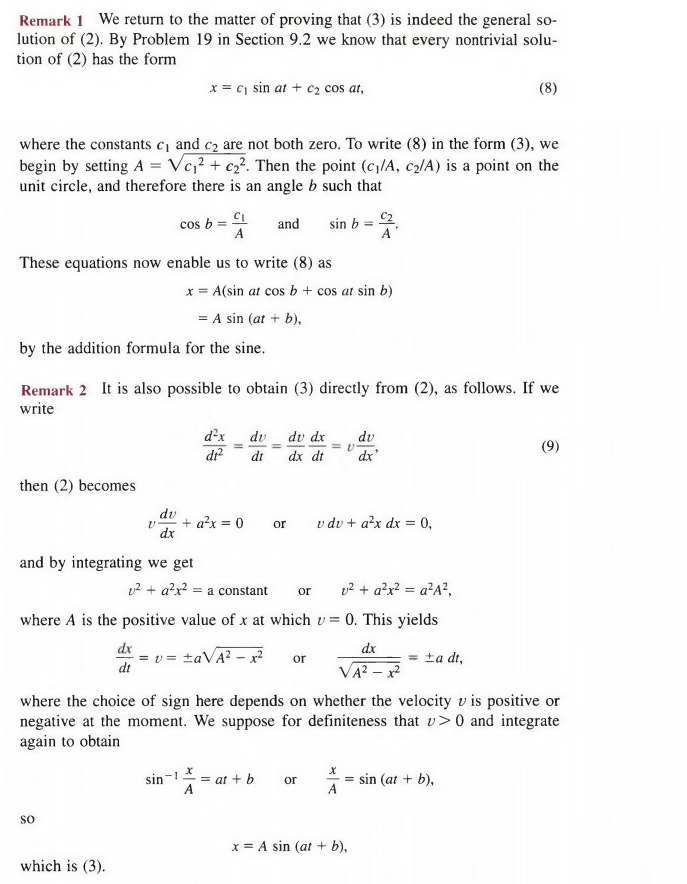 Remark 1 We return to the matter of proving that (3) is indeed the general so-
lution of (2). By Problem 19 in Section 9.2 we know that every nontrivial solu-
tion of (2) has the form
x = c₁ sin at + c₂ cos at, (8)
where the constants c₁ and c₂ are not both zero. To write (8) in the form (3), we
begin by setting A = √(c₁² + c₂²). Then the point (c₁/A, c₂/A) is a point on the
unit circle, and therefore there is an angle b such that
cos b = c₁/A and sin b = c₂/A.
These equations now enable us to write (8) as
x = A(sin at cos b + cos at sin b)
= A sin (at + b),
by the addition formula for the sine.
Remark 2 It is also possible to obtain (3) directly from (2), as follows. If we
write
d²x/dt² = dv/dt = dv/dx dx/dt = v dv/dx, (9)
then (2) becomes
v dv/dx + a²x = 0 or v dv + a²x dx = 0,
and by integrating we get
v² + a²x² = a constant or v² + a²x² = a²A²,
where A is the positive value of x at which v = 0. This yields
dx/dt = v = ±a√(A² − x²) or dx/√(A² − x²) = ±a dt,
where the choice of sign here depends on whether the velocity v is positive or
negative at the moment. We suppose for definiteness that v > 0 and integrate
again to obtain
sin⁻¹ x/A = at + b or x/A = sin (at + b),
so
x = A sin (at + b),
which is (3).